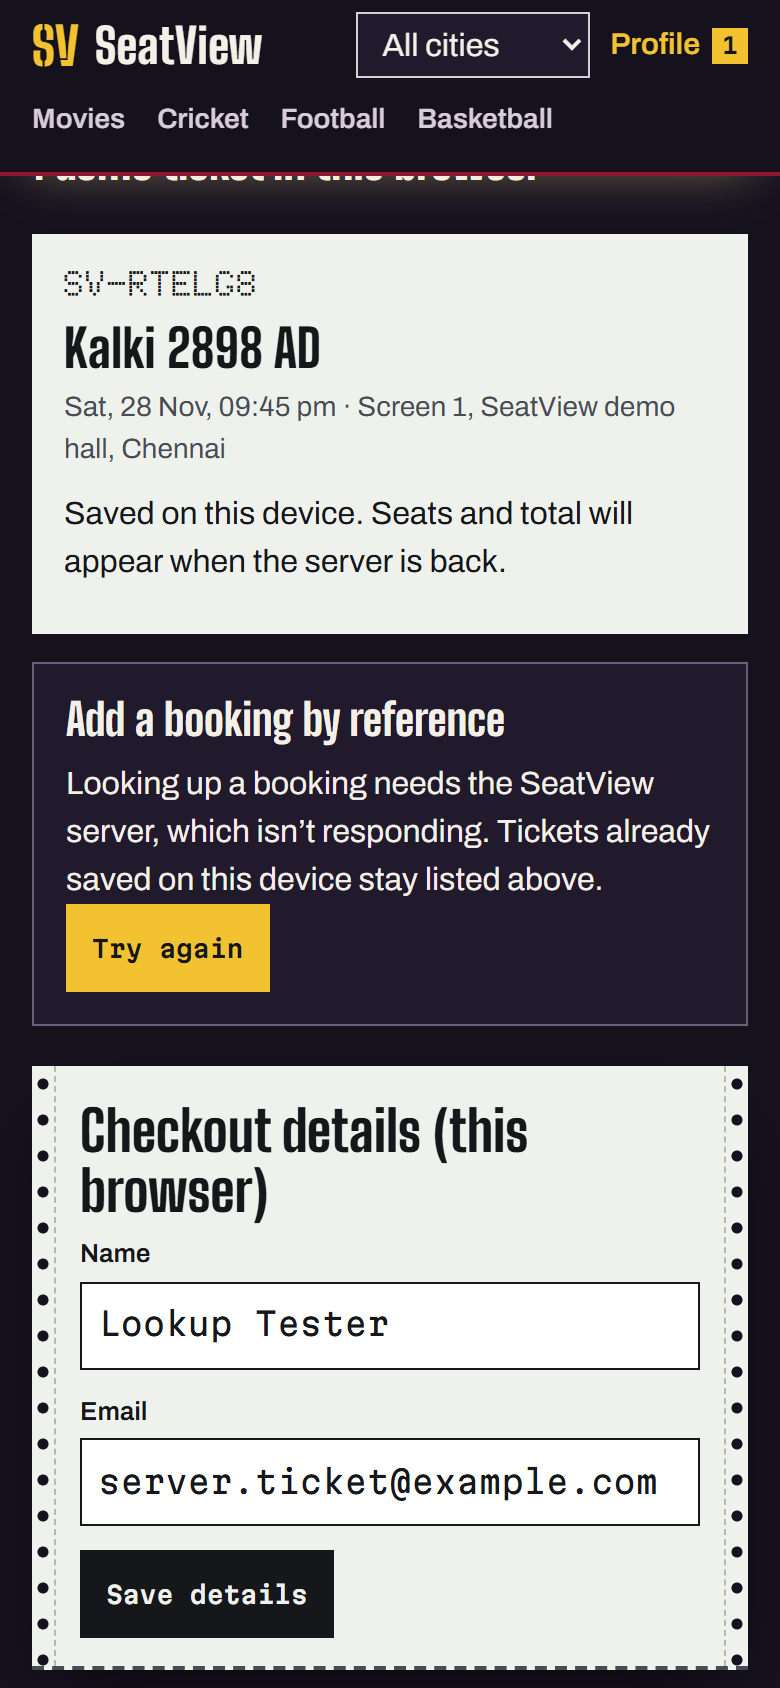 SV SeatView
All cities
Profile 1
Movies Cricket Football Basketball
ticket in this browser
SV-RTELG8
Kalki 2898 AD
Sat, 28 Nov, 09:45 pm · Screen 1, SeatView demo
hall, Chennai
Saved on this device. Seats and total will
appear when the server is back.
Add a booking by reference
Looking up a booking needs the SeatView
server, which isn’t responding. Tickets already
saved on this device stay listed above.
Try again
Checkout details (this
browser)
Name
Lookup Tester
Email
server.ticket@example.com
Save details